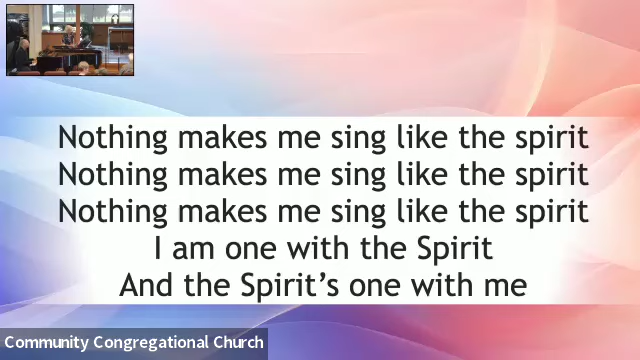 Nothing makes me sing like the spirit
Nothing makes me sing like the spirit
Nothing makes me sing like the spirit
I am one with the Spirit
And the Spirit’s one with me
Community Congregational Church